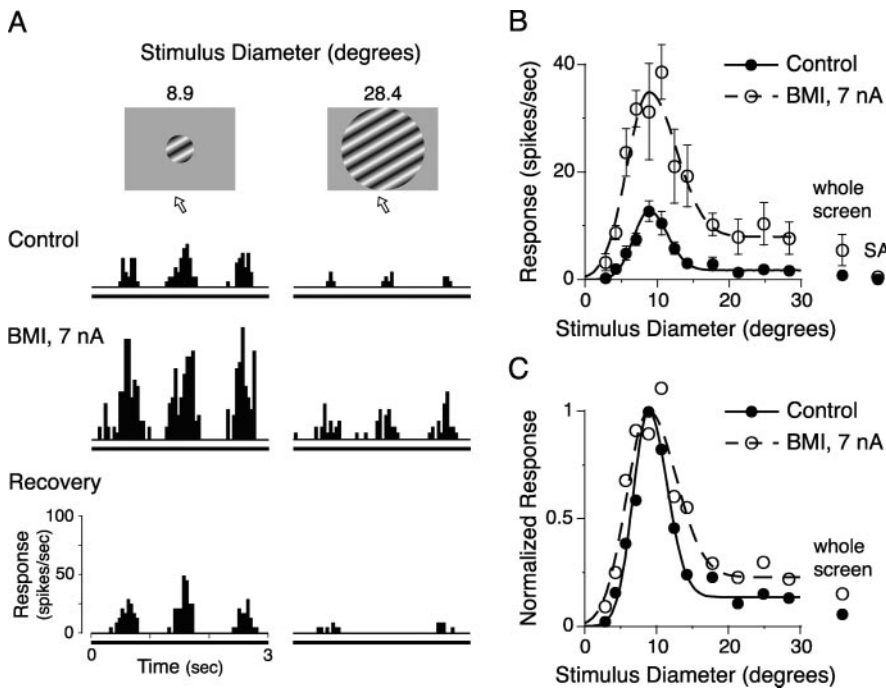 A
Stimulus Diameter (degrees)
8.9 28.4
Control
BMI, 7 nA
Recovery
100
50
0
Response
(spikes/sec)
0 3
Time (sec)
B
40
20
0
Response (spikes/sec)
Control
BMI, 7 nA
whole
screen
SA
0 10 20 30
Stimulus Diameter (degrees)
C
1
0.5
0
Normalized Response
Control
BMI, 7 nA
whole
screen
0 10 20 30
Stimulus Diameter (degrees)